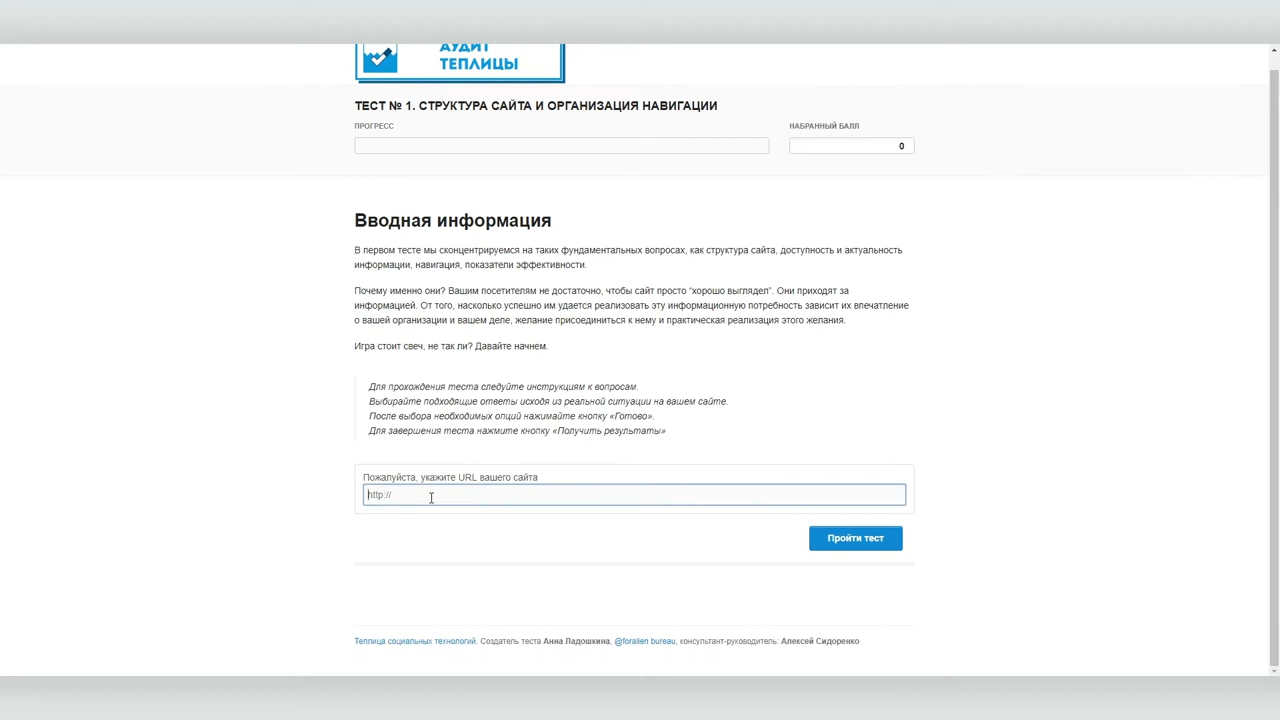 АУДИТ
ТЕПЛИЦЫ
ТЕСТ № 1. СТРУКТУРА САЙТА И ОРГАНИЗАЦИЯ НАВИГАЦИИ
ПРОГРЕСС
НАБРАННЫЙ БАЛЛ
0
Вводная информация
В первом тесте мы сконцентрируемся на таких фундаментальных вопросах, как структура сайта, доступность и актуальность
информации, навигация, показатели эффективности.
Почему именно они? Вашим посетителям не достаточно, чтобы сайт просто “хорошо выглядел”. Они приходят за
информацией. От того, насколько успешно им удается реализовать эту информационную потребность зависит их впечатление
о вашей организации и вашем деле, желание присоединиться к нему и практическая реализация этого желания.
Игра стоит свеч, не так ли? Давайте начнем.
Для прохождения теста следуйте инструкциям к вопросам.
Выбирайте подходящие ответы исходя из реальной ситуации на вашем сайте.
После выбора необходимых опций нажимайте кнопку «Готово».
Для завершения теста нажмите кнопку «Получить результаты»
Пожалуйста, укажите URL вашего сайта
http://
Пройти тест
Теплица социальных технологий. Создатель теста Анна Ладошкина, @foralien bureau, консультант-руководитель: Алексей Сидоренко